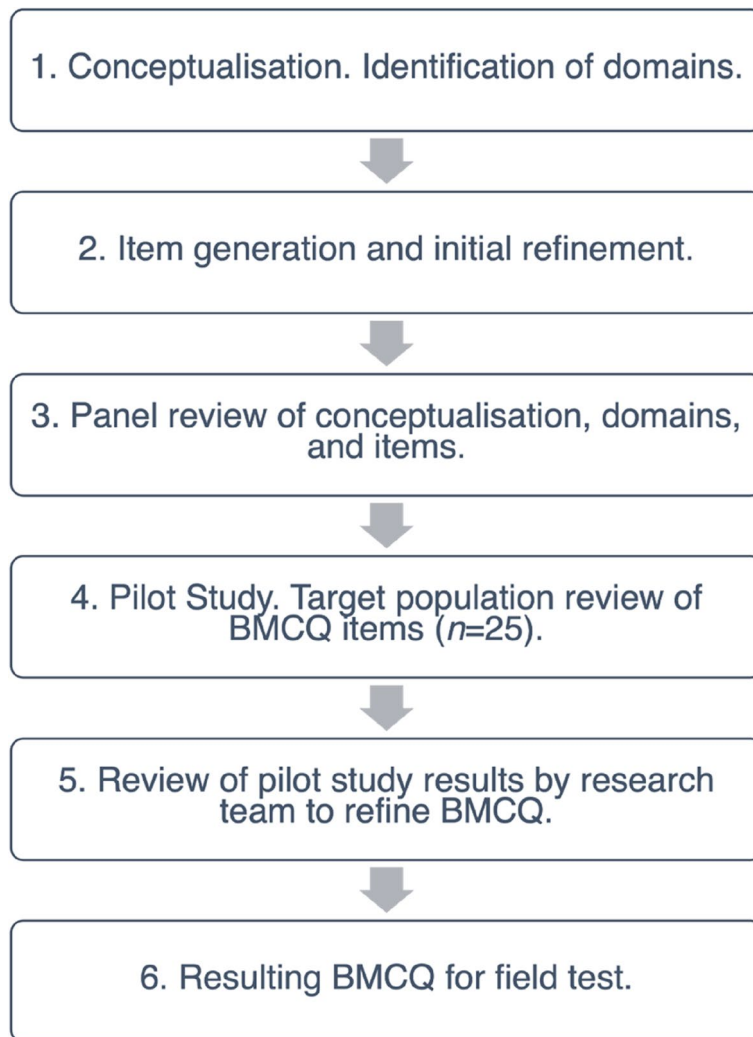 1. Conceptualisation. Identification of domains.
2. Item generation and initial refinement.
3. Panel review of conceptualisation, domains,
and items.
4. Pilot Study. Target population review of
BMCQ items (n=25).
5. Review of pilot study results by research
team to refine BMCQ.
6. Resulting BMCQ for field test.